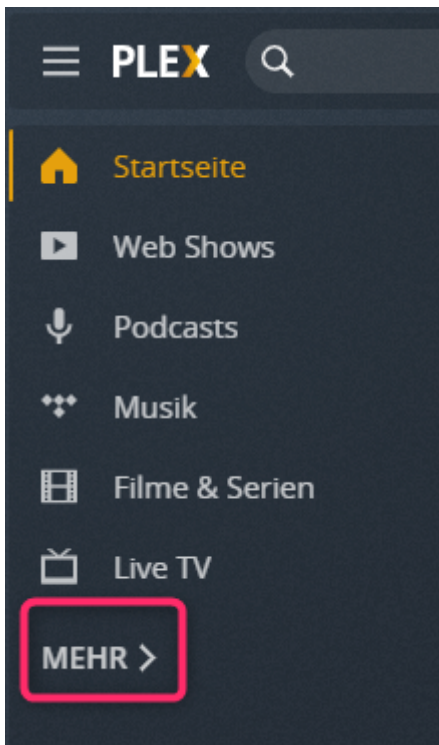 PLEX
Startseite
Web Shows
Podcasts
Musik
Filme & Serien
Live TV
MEHR >